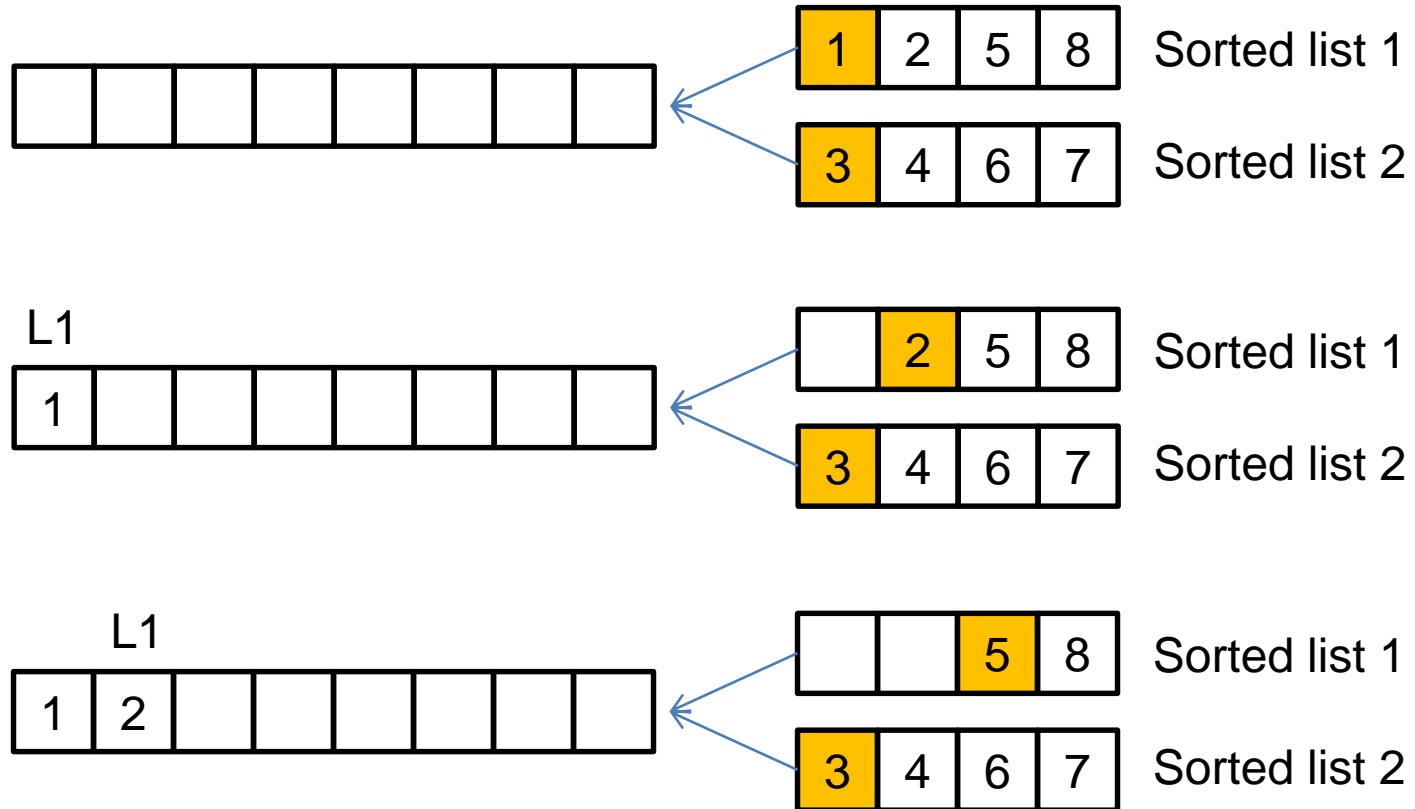 1 2 5 8 Sorted list 1
3 4 6 7 Sorted list 2
L1
2 5 8 Sorted list 1
1
3 4 6 7 Sorted list 2
L1
5 8 Sorted list 1
1 2
3 4 6 7 Sorted list 2